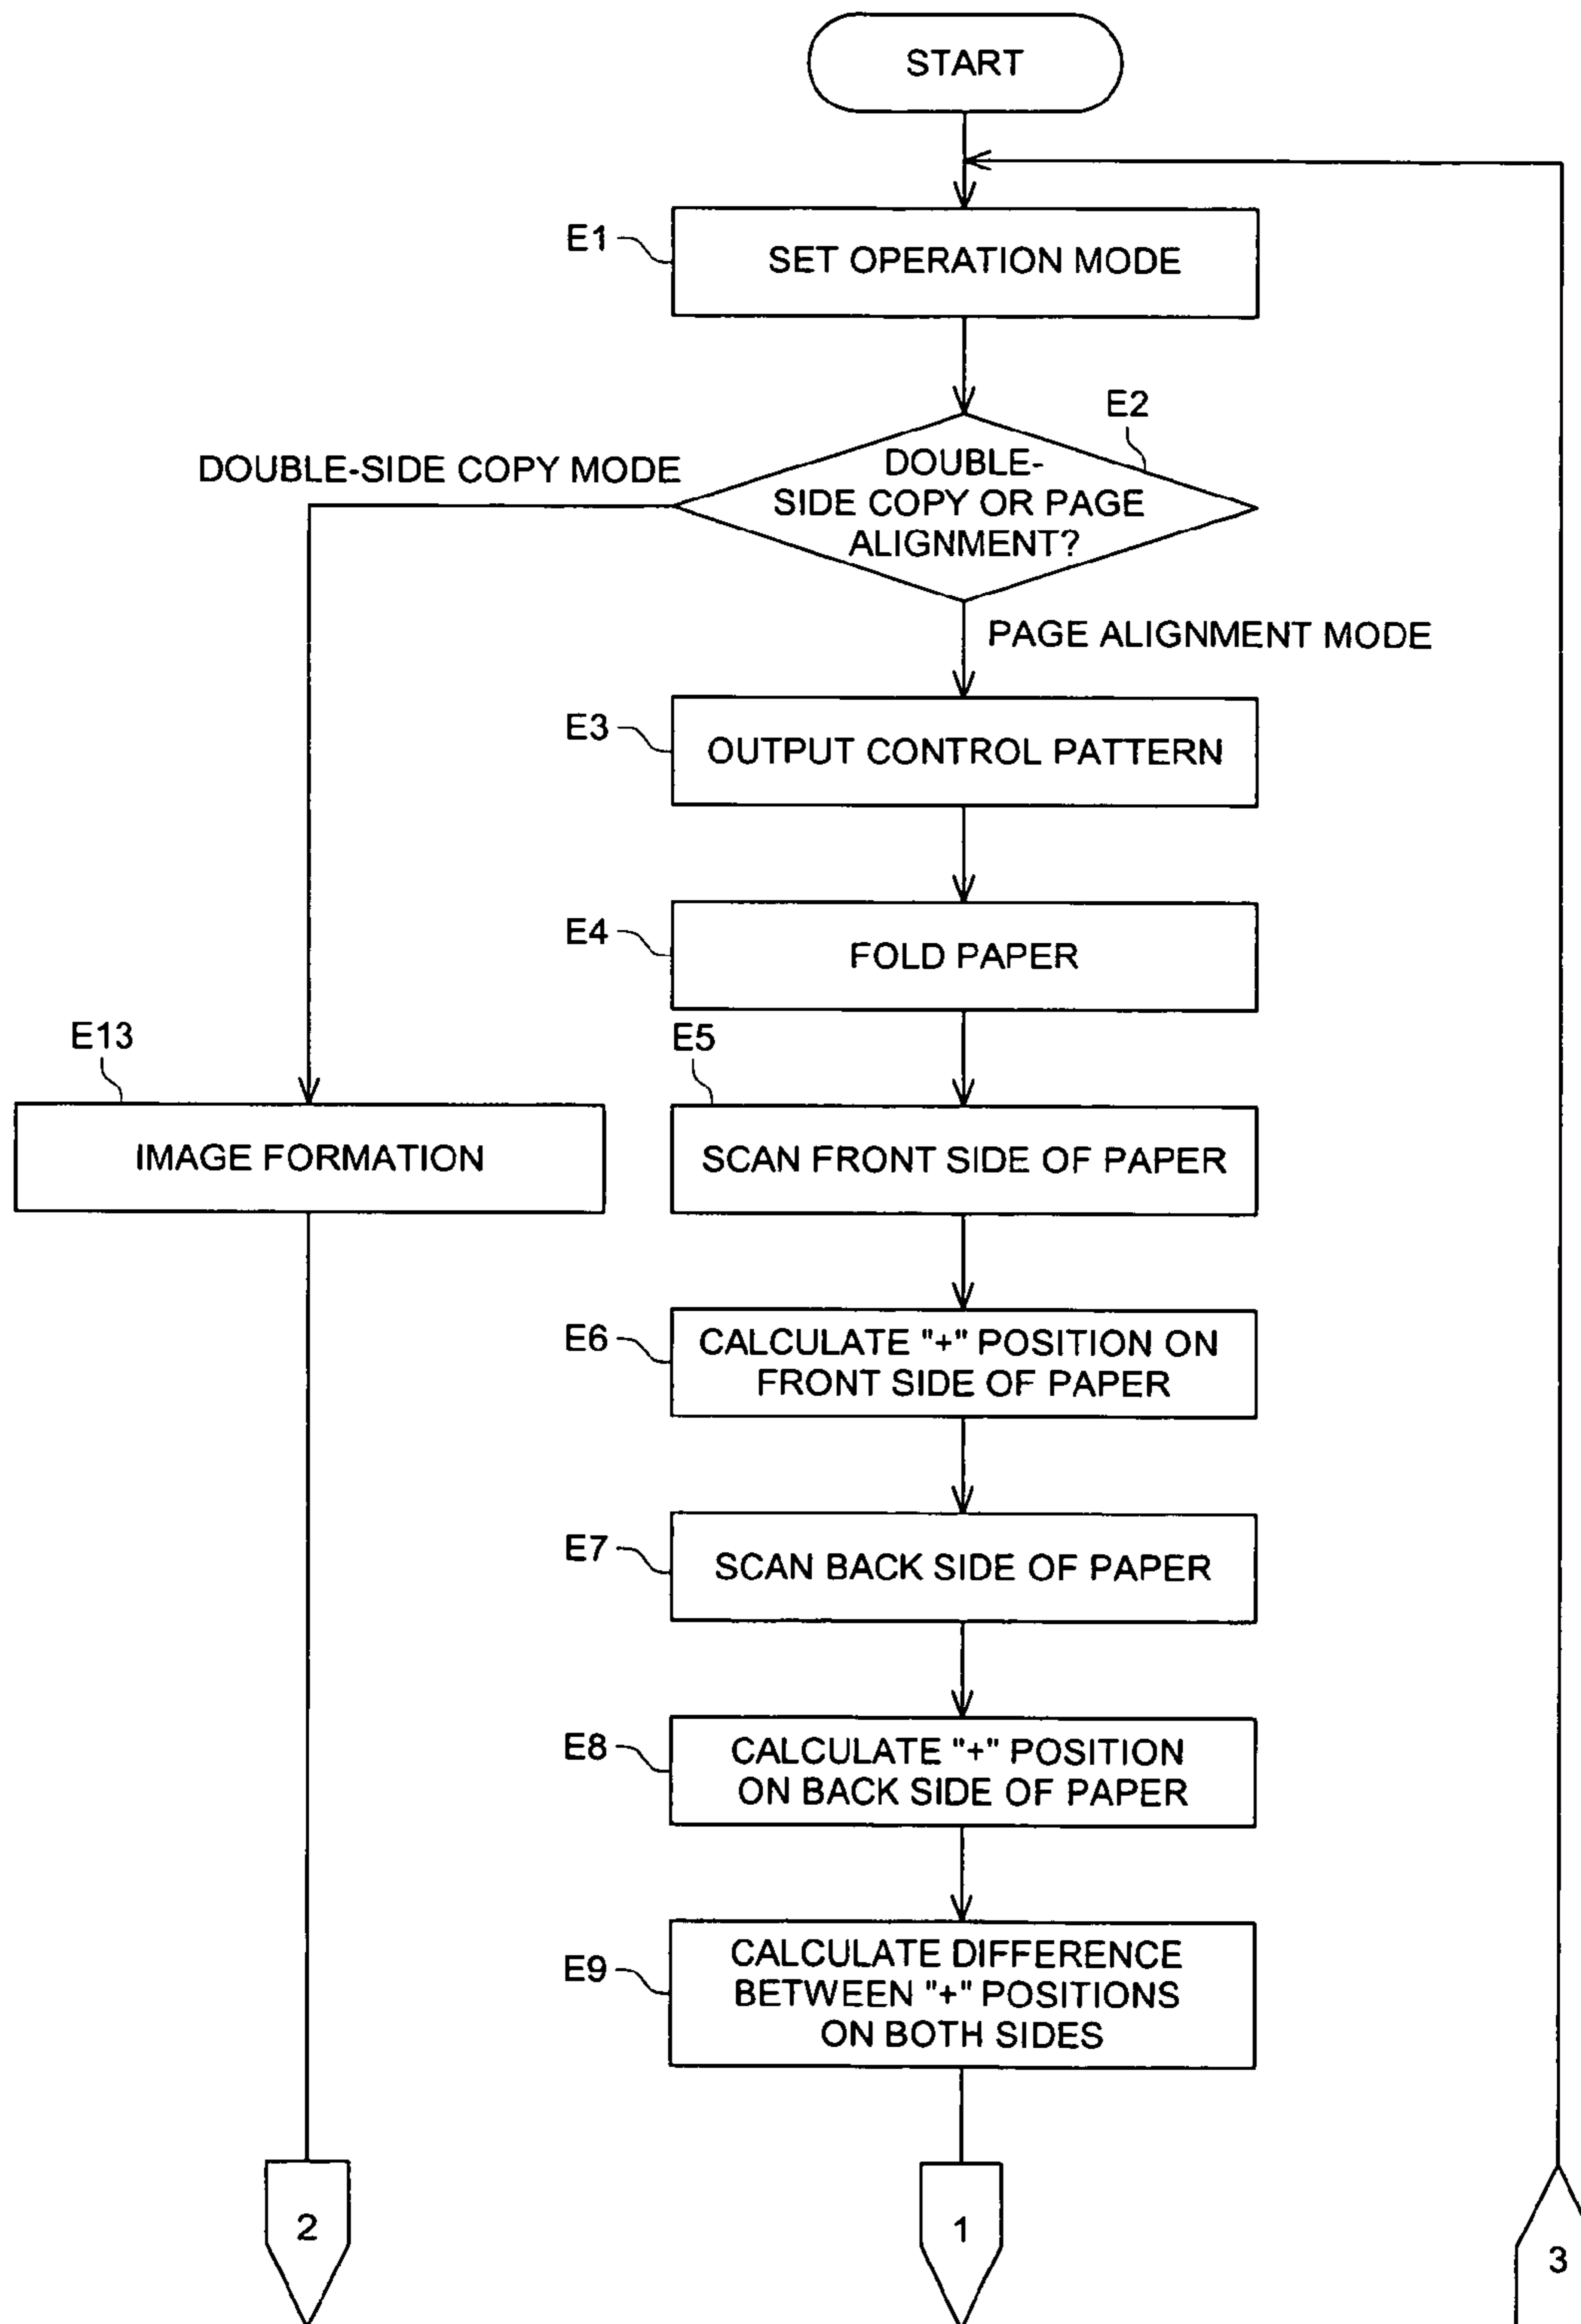 START
E1
SET OPERATION MODE
E2
DOUBLE-SIDE COPY MODE
DOUBLE-
SIDE COPY OR PAGE
ALIGNMENT?
PAGE ALIGNMENT MODE
E3
OUTPUT CONTROL PATTERN
E4
FOLD PAPER
E13
IMAGE FORMATION
E5
SCAN FRONT SIDE OF PAPER
E6
CALCULATE "+" POSITION ON
FRONT SIDE OF PAPER
E7
SCAN BACK SIDE OF PAPER
E8
CALCULATE "+" POSITION
ON BACK SIDE OF PAPER
E9
CALCULATE DIFFERENCE
BETWEEN "+" POSITIONS
ON BOTH SIDES
2
1
3